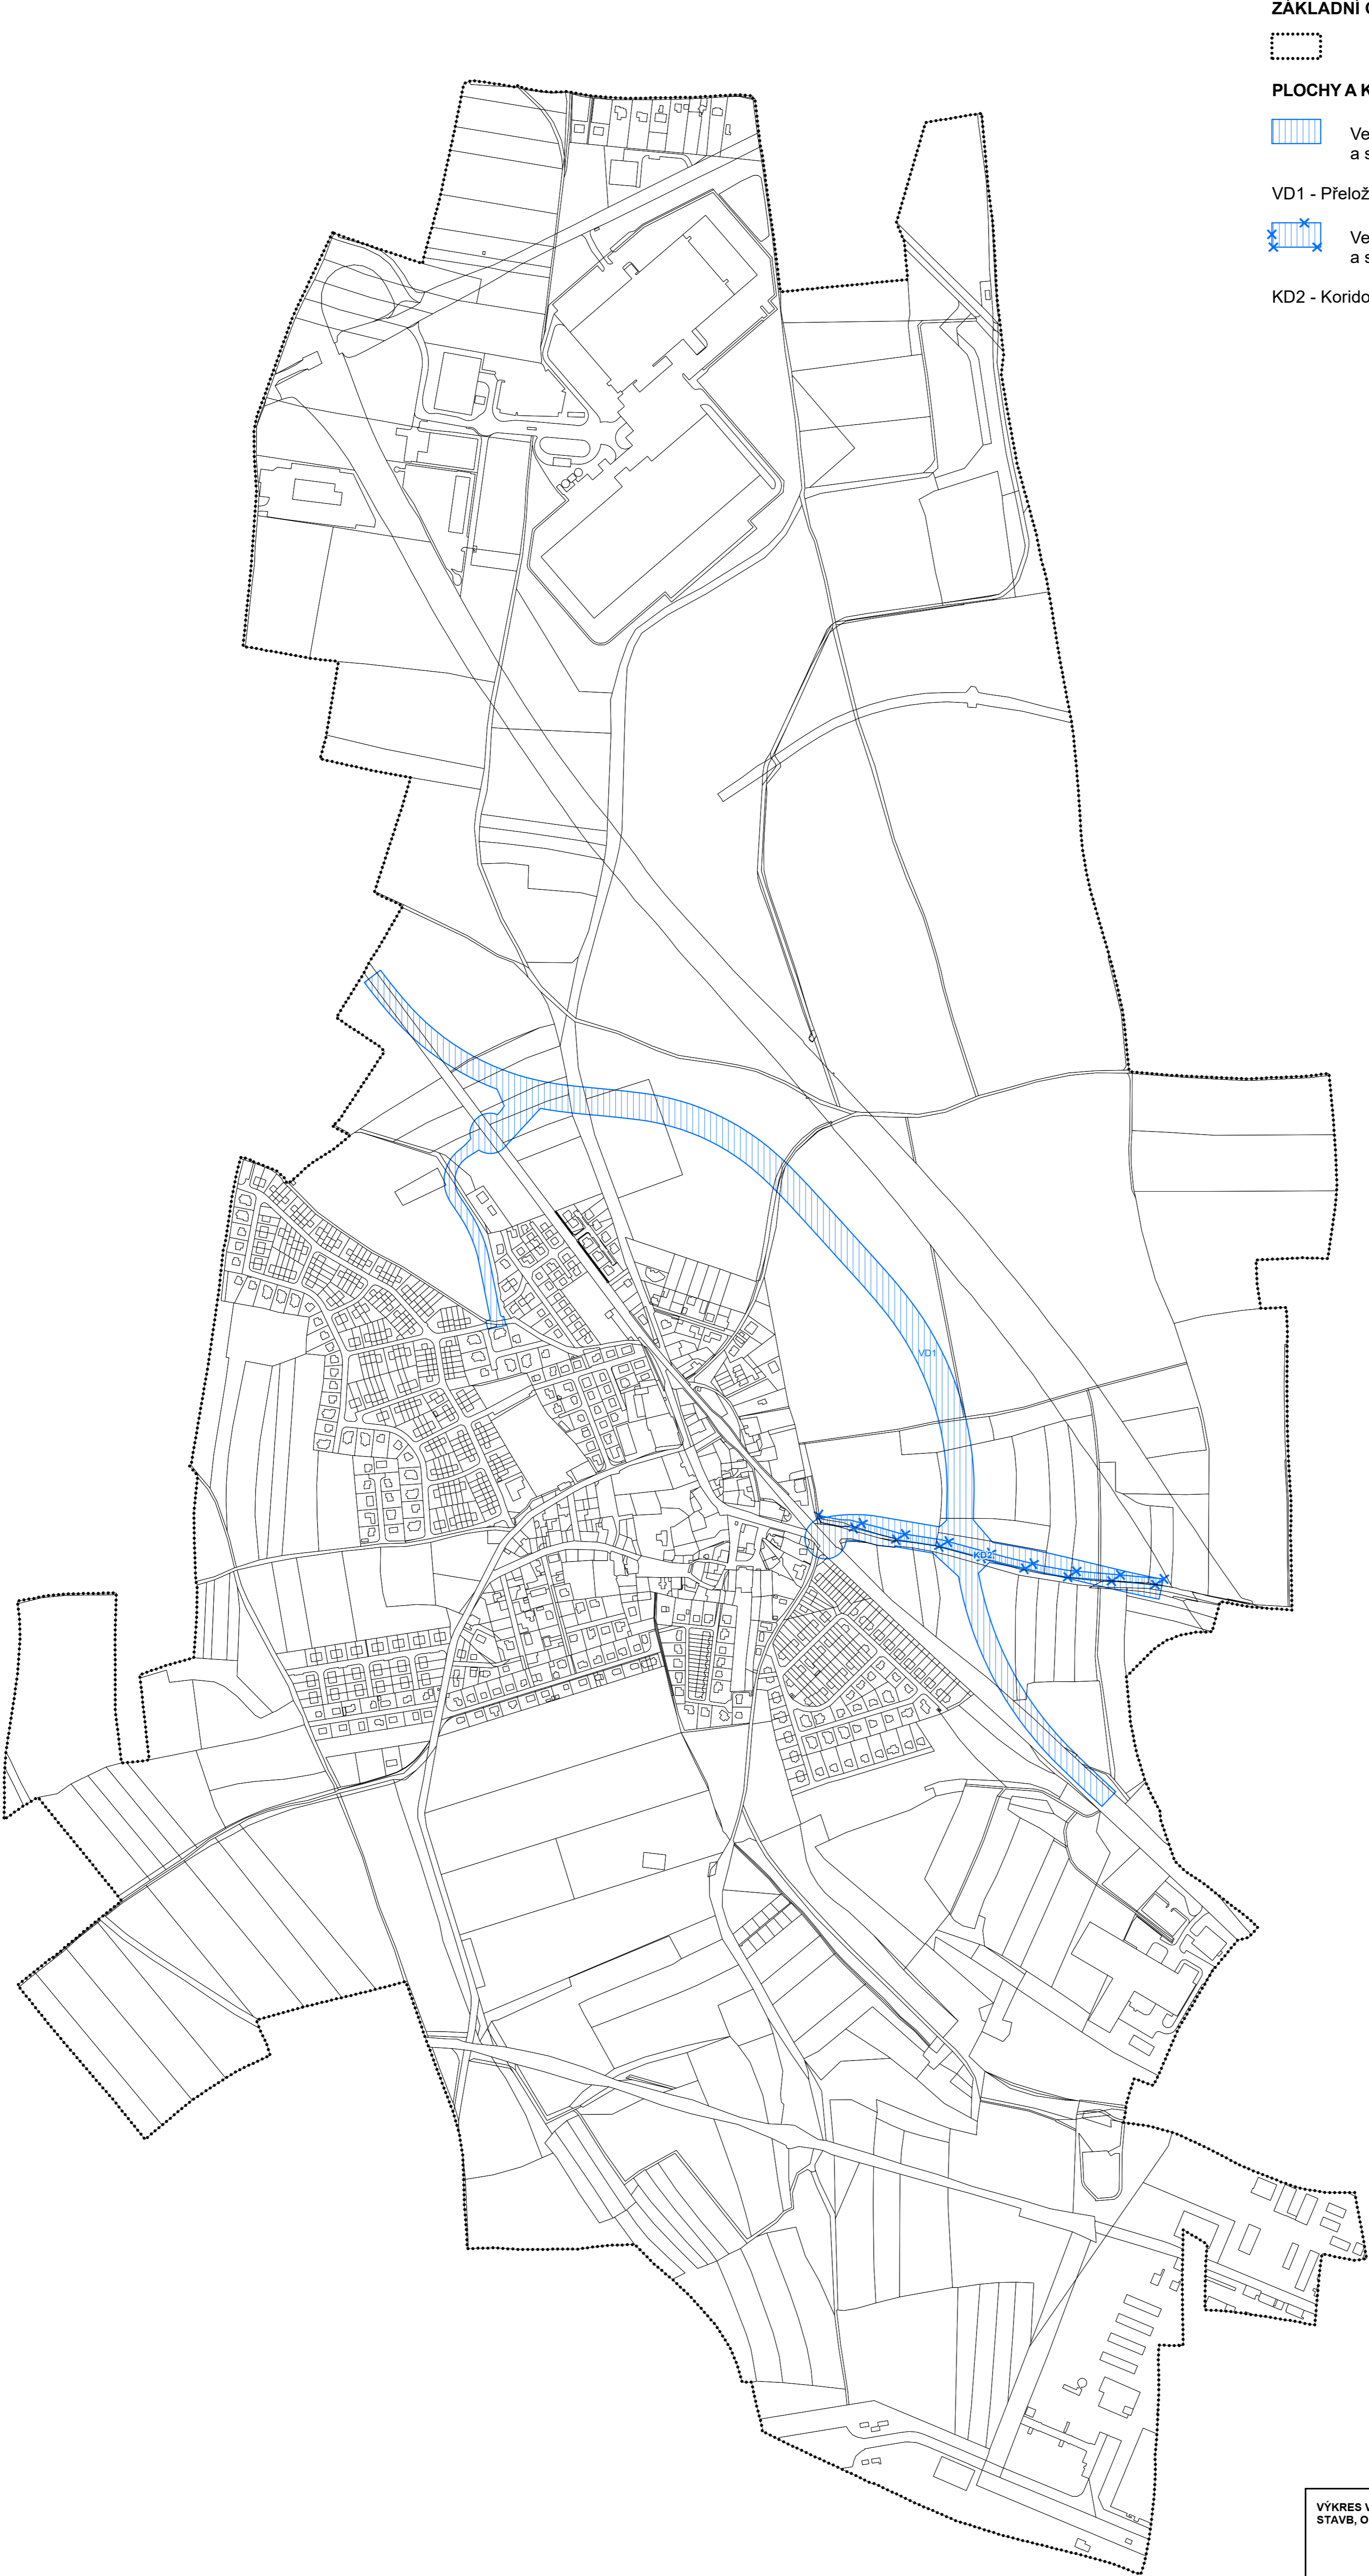 ZÁKLADNÍ
PLOCHY A K
Ve
a s
VD1 - Přelož
Ve
a s
KD2 - Korido
VD1
KD2
VÝKRES V
STAVB, O